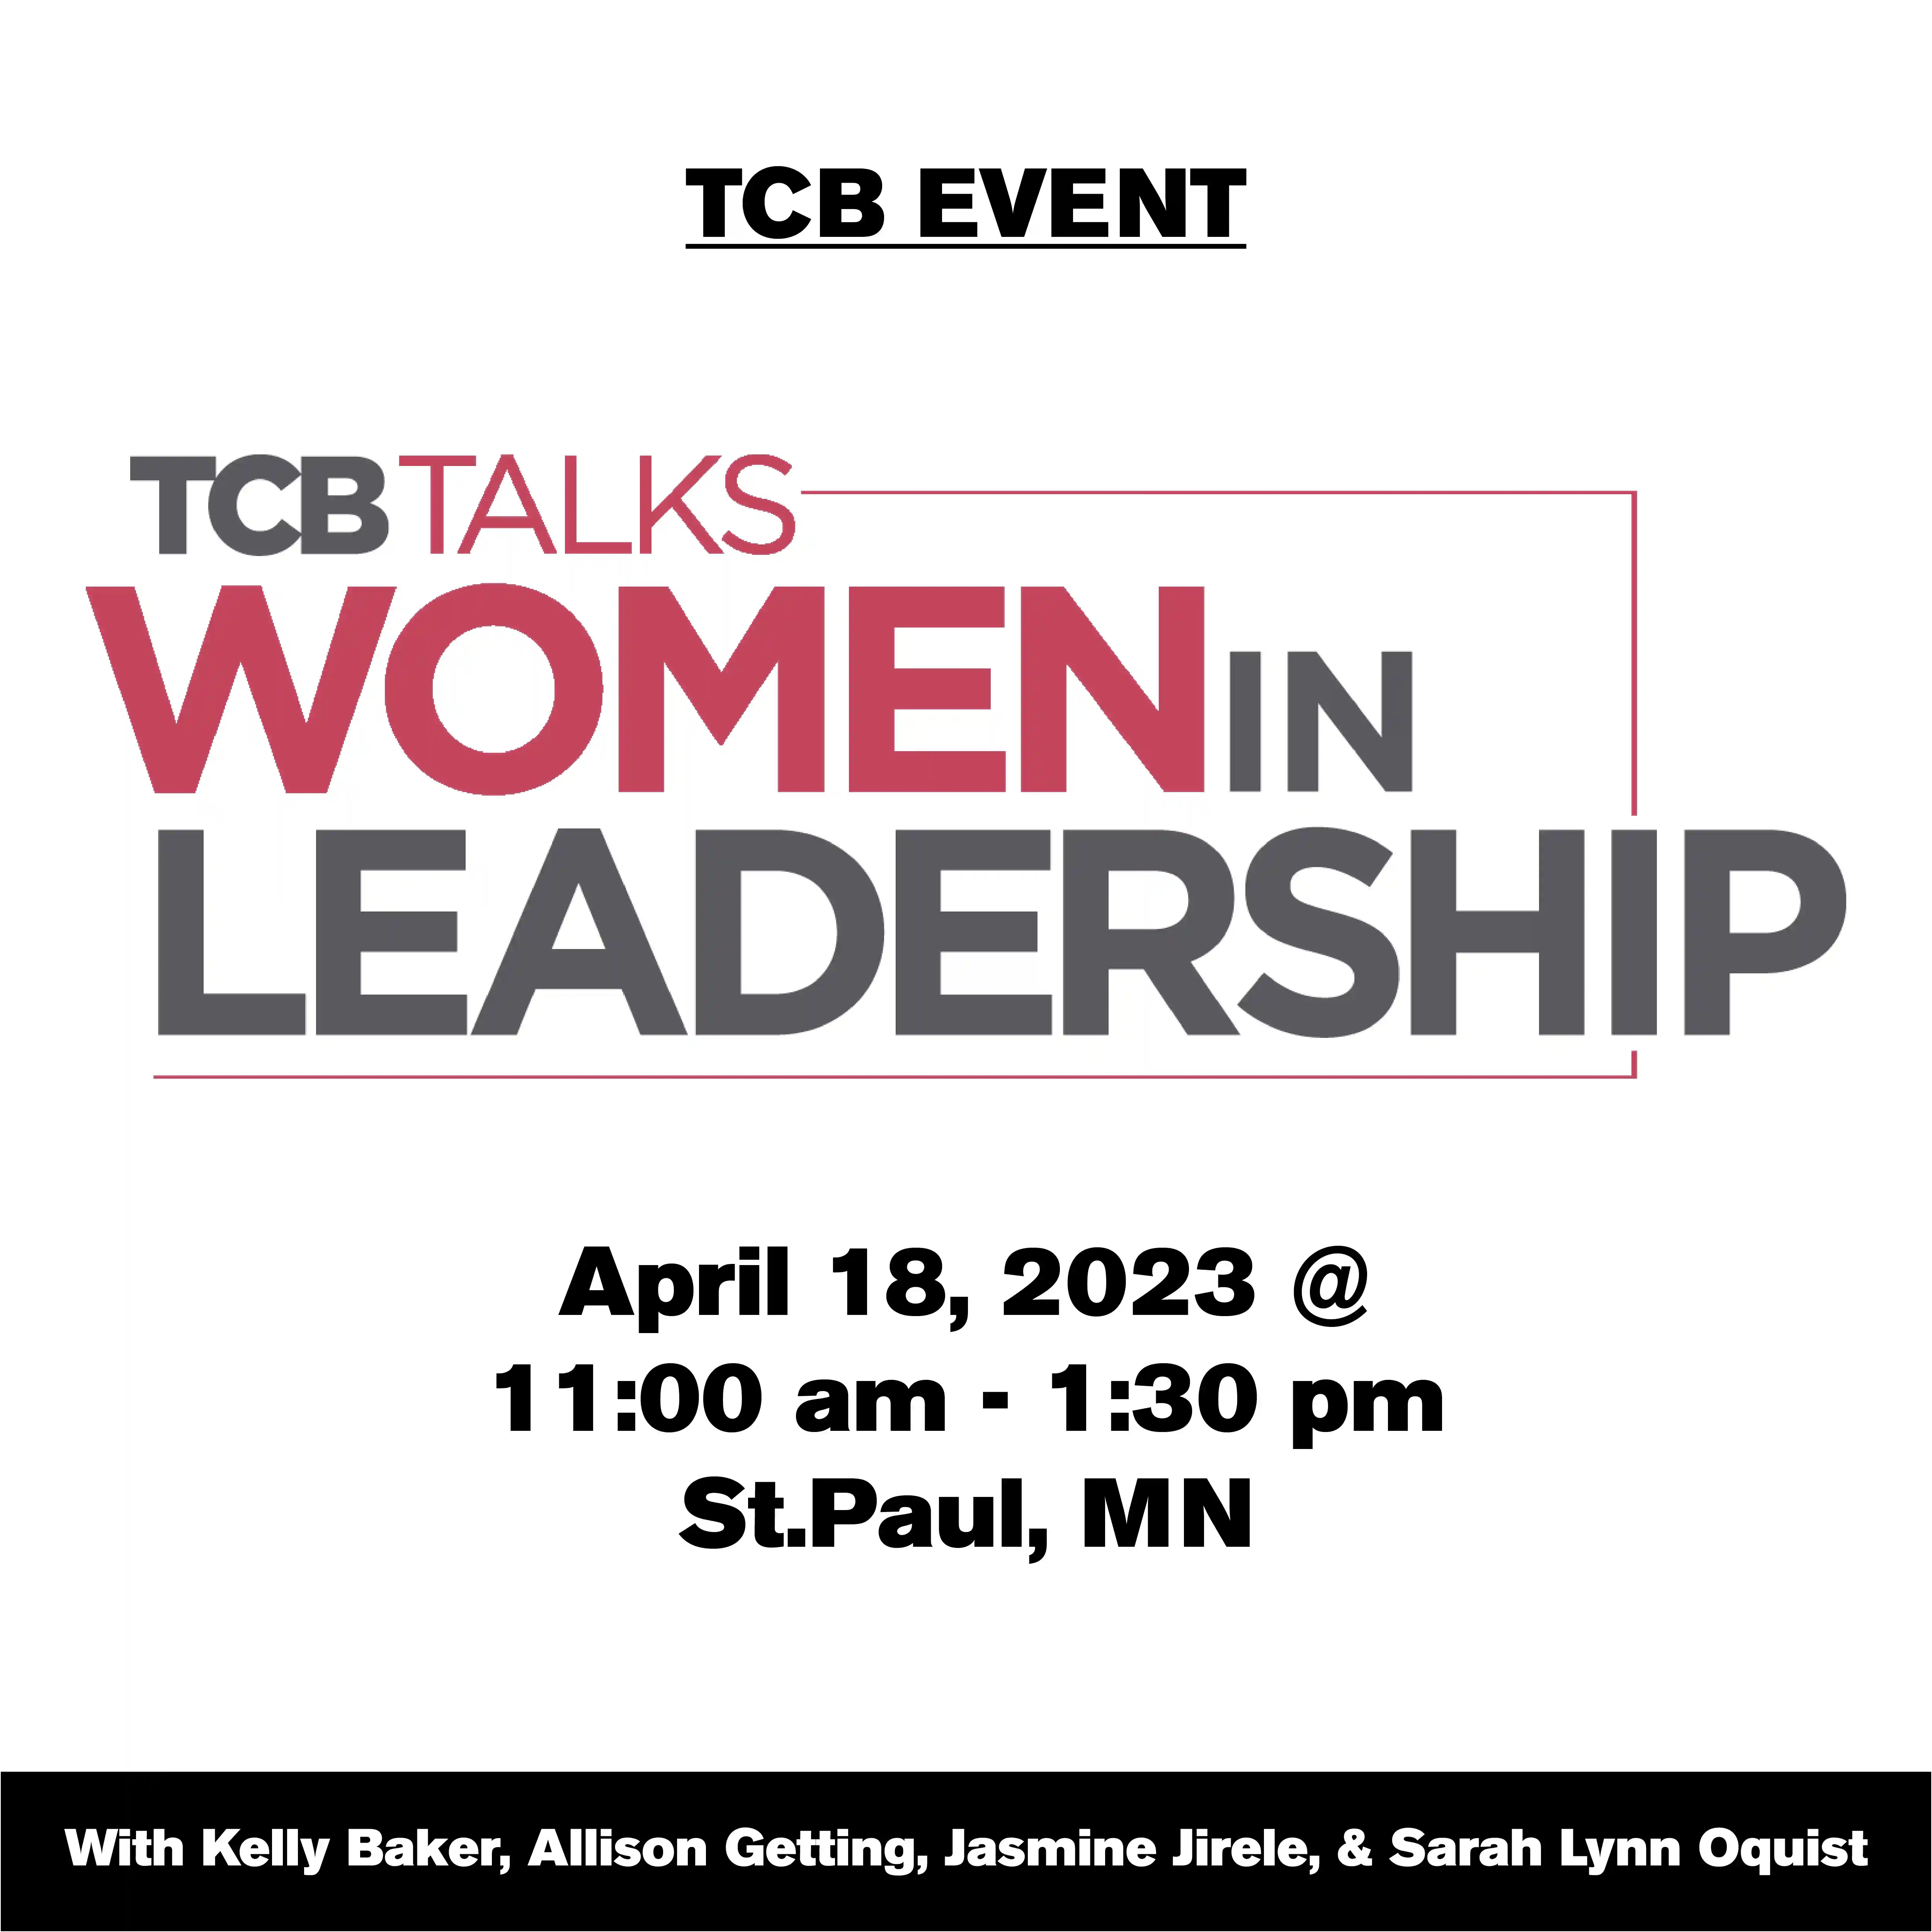 TCB EVENT
TCB TALKS
WOMEN IN
LEADERSHIP
April 18, 2023 @
11:00 am - 1:30 pm
St.Paul, MN
With Kelly Baker, Allison Getting, Jasmine Jirele, & Sarah Lynn Oquist